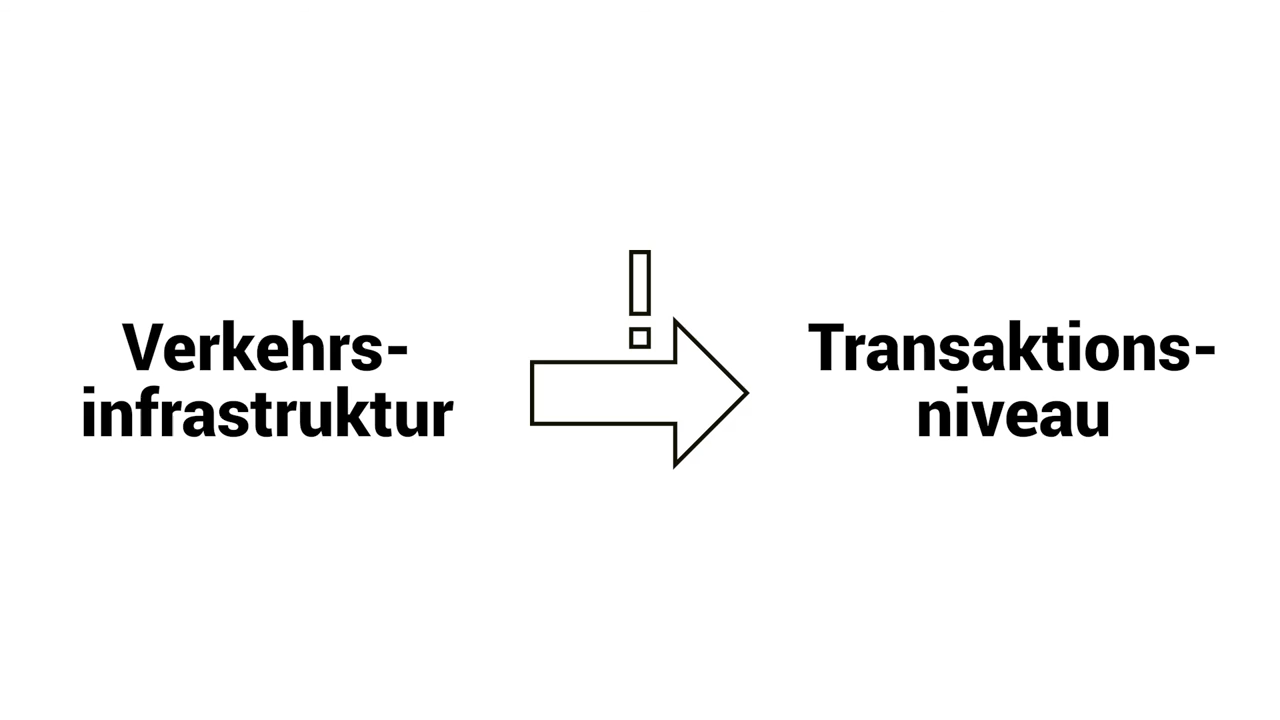 !
Verkehrs-
infrastruktur
Transaktions-
niveau